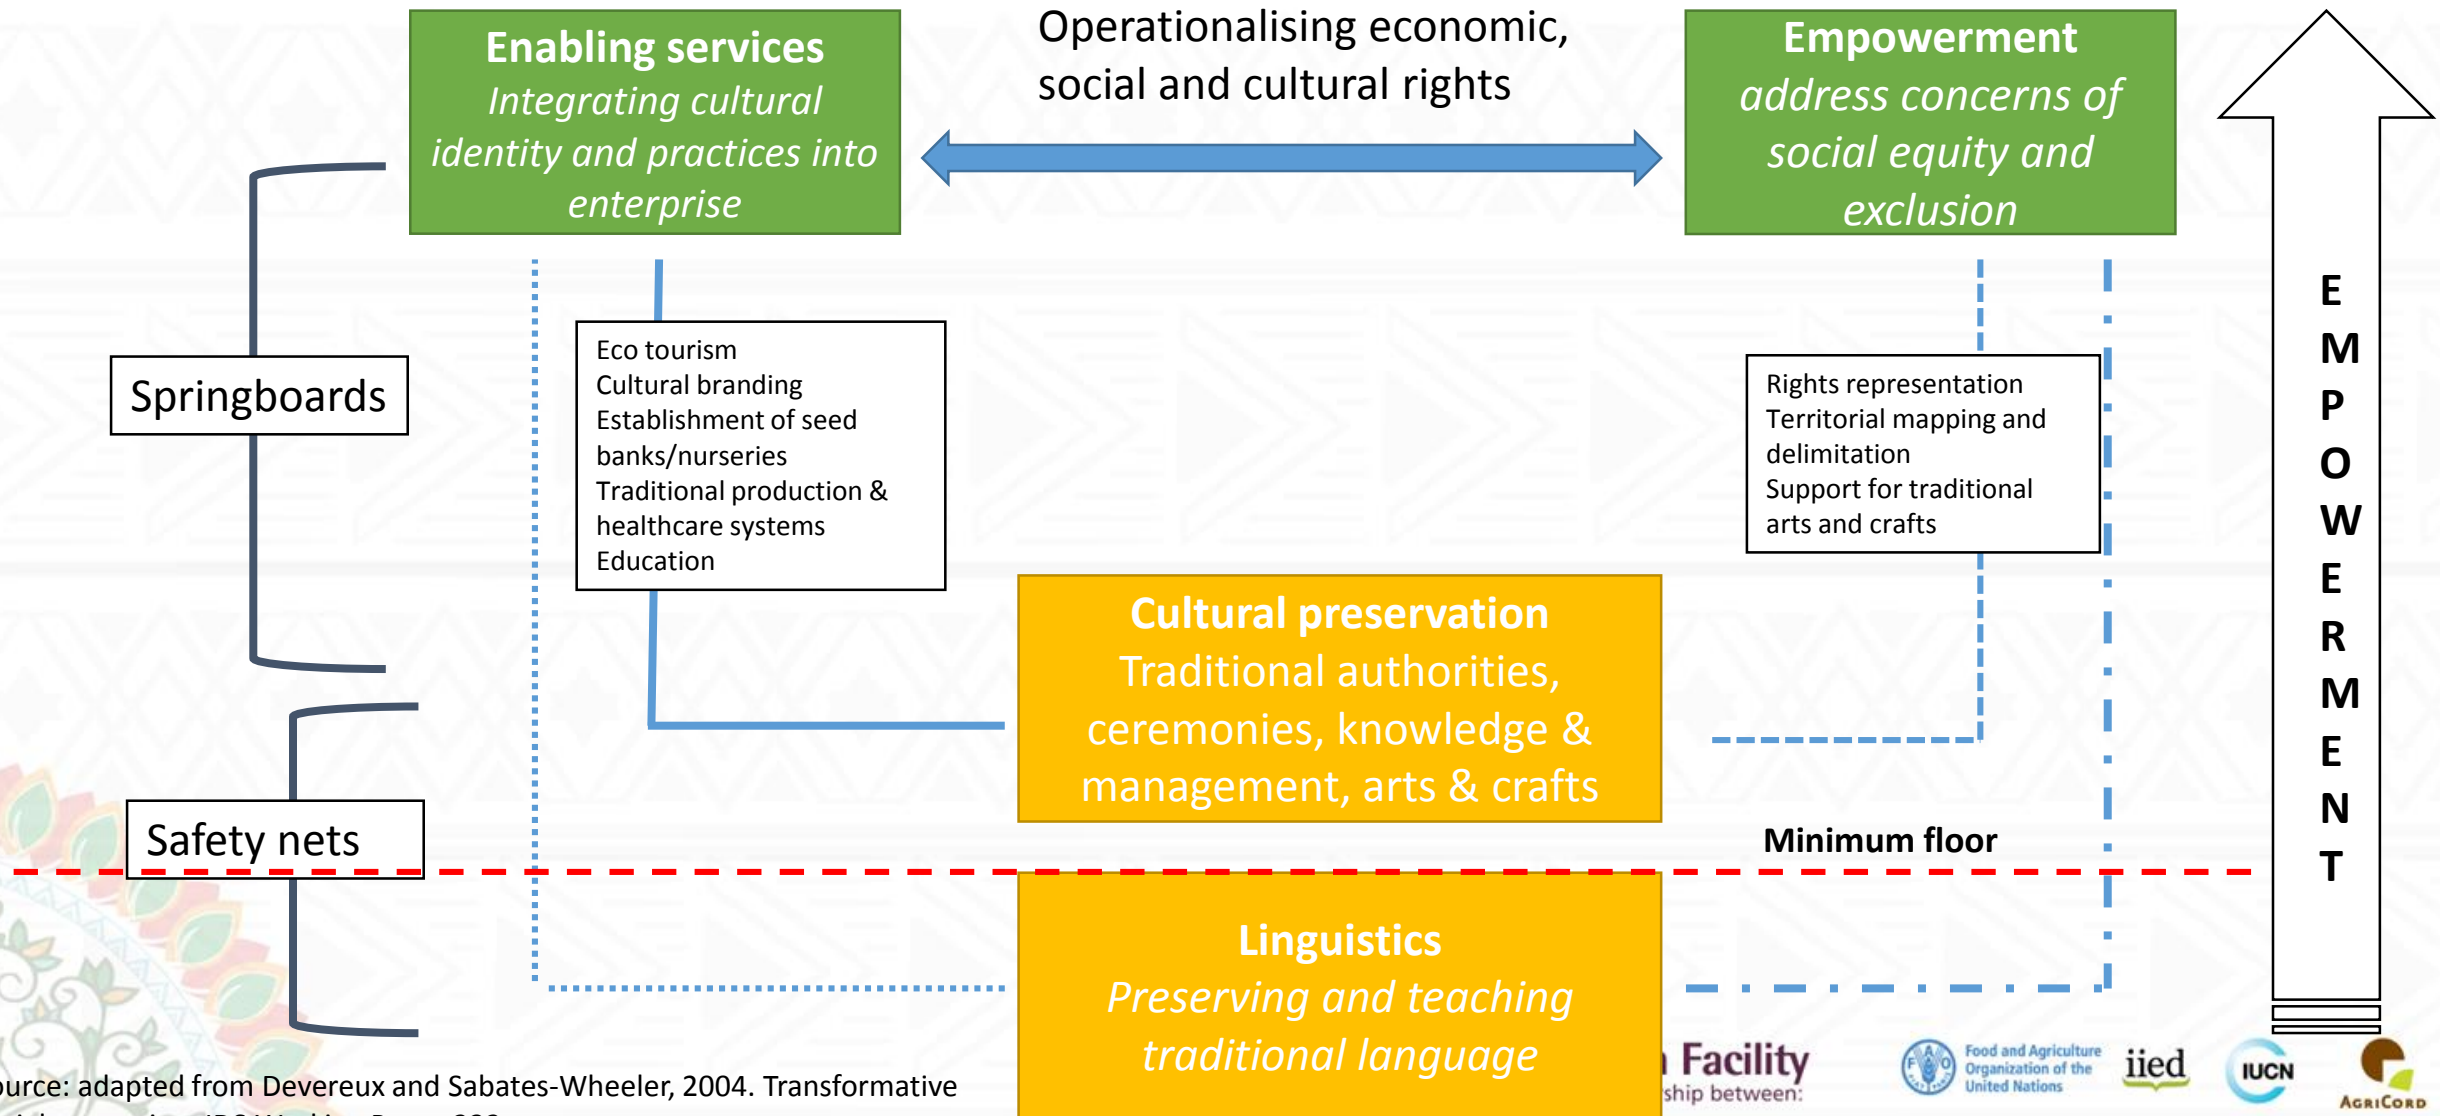 Enabling services
Integrating cultural
identity and practices into
enterprise
Operationalising economic,
social and cultural rights
Empowerment
address concerns of
social equity and
exclusion
Springboards
Eco tourism
Cultural branding
Establishment of seed
banks/nurseries
Traditional production &
healthcare systems
Education
Rights representation
Territorial mapping and
delimitation
Support for traditional
arts and crafts
EMPOWERMENT
Cultural preservation
Traditional authorities,
ceremonies, knowledge &
management, arts & crafts
Safety nets
Minimum floor
Linguistics
Preserving and teaching
traditional language
adapted from Devereux and Sabates-Wheeler, 2004. Transformative
Facility
between:
FAO
Food and Agriculture
Organization of the
United Nations
iied
IUCN
AGRICORD